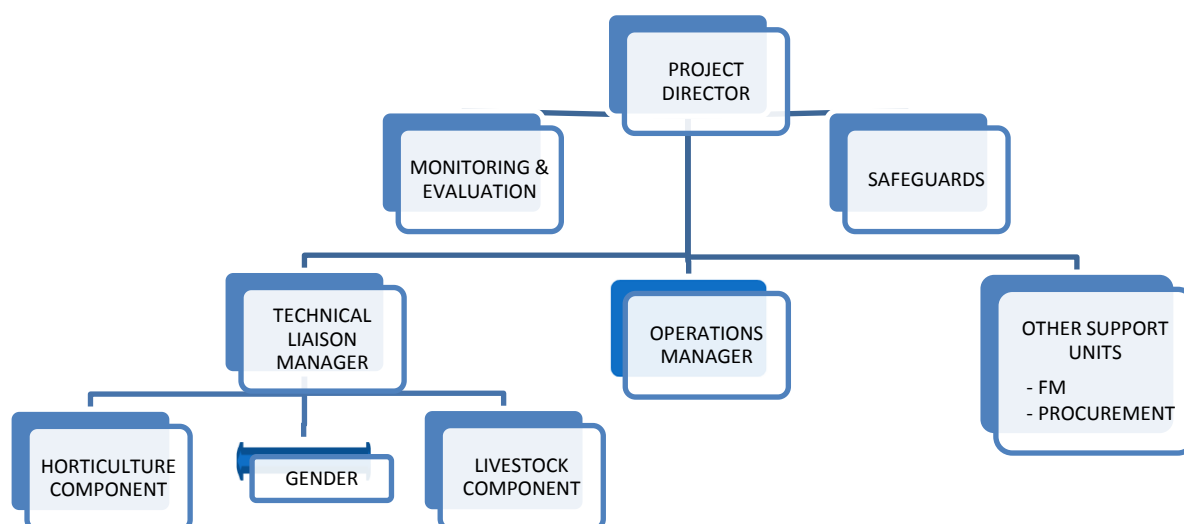 PROJECT
DIRECTOR
MONITORING &
EVALUATION
SAFEGUARDS
TECHNICAL
LIAISON
MANAGER
OPERATIONS
MANAGER
OTHER SUPPORT
UNITS
- FM
- PROCUREMENT
HORTICULTURE
COMPONENT
GENDER
LIVESTOCK
COMPONENT